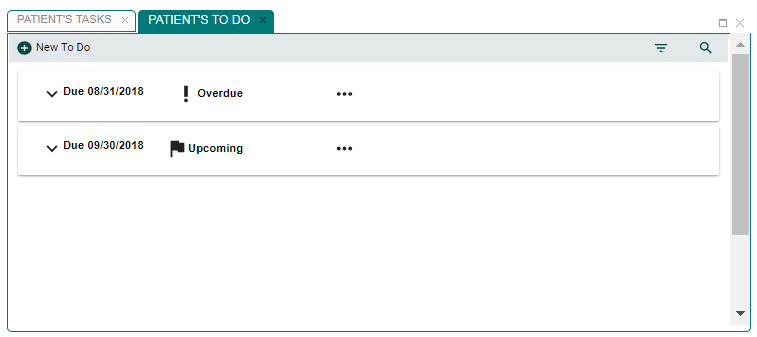 PATIENT'S TASKS
PATIENT'S TO DO
New To Do
Due 08/31/2018 Overdue
Due 09/30/2018 Upcoming